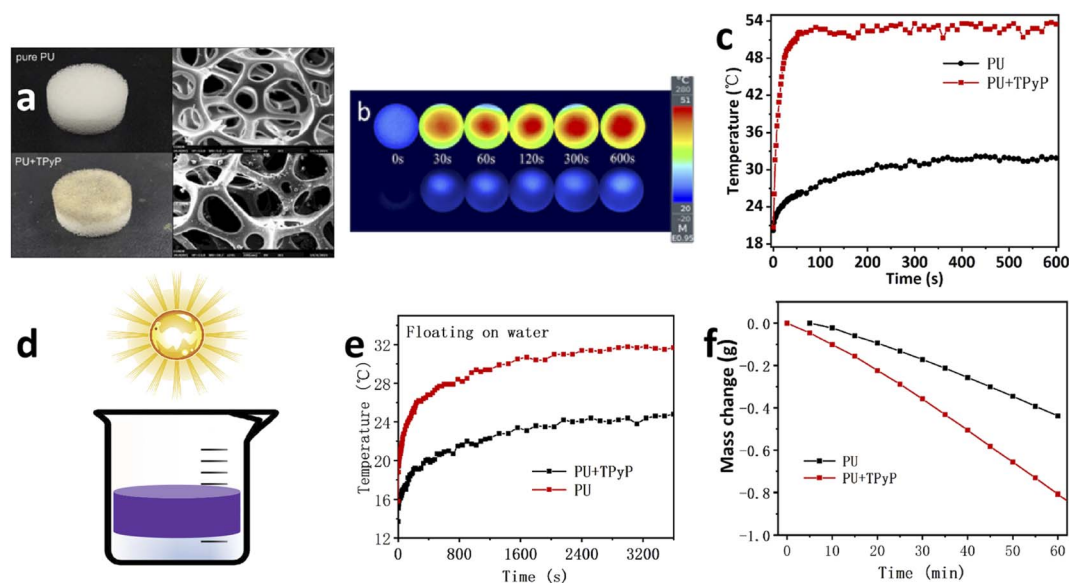 pure PU
a
PU+TPyP
b
0s
30s
60s
120s
300s
600s
°C
280
51
20
-20
M
E0.95
c
PU
PU+TPyP
Temperature (℃)
54
48
42
36
30
24
18
0 100 200 300 400 500 600
Time (s)
d
e
Floating on water
PU+TPyP
PU
Temperature (℃)
32
28
24
20
16
12
0 800 1600 2400 3200
Time (s)
f
PU
PU+TPyP
Mass change (g)
0.0
-0.2
-0.4
-0.6
-0.8
-1.0
0 10 20 30 40 50 60
Time (min)